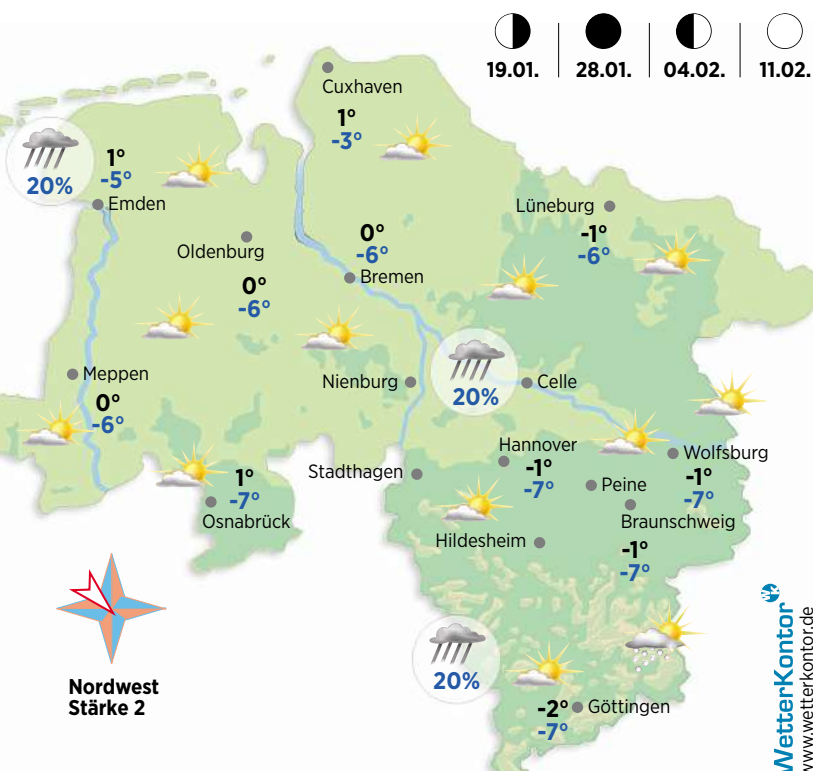 19.01.
28.01.
04.02.
11.02.
Cuxhaven
1°
-3°
20%
1°
-5°
Emden
Lüneburg
-1°
-6°
Oldenburg
0°
-6°
0°
-6°
Bremen
Meppen
0°
-6°
Nienburg
20%
Celle
Hannover
-1°
-7°
Wolfsburg
-1°
-7°
Stadthagen
1°
-7°
Osnabrück
Peine
Braunschweig
-1°
-7°
Hildesheim
20%
-2°
-7°
Göttingen
Nordwest
Stärke 2
WetterKontor
www.wetterkontor.de